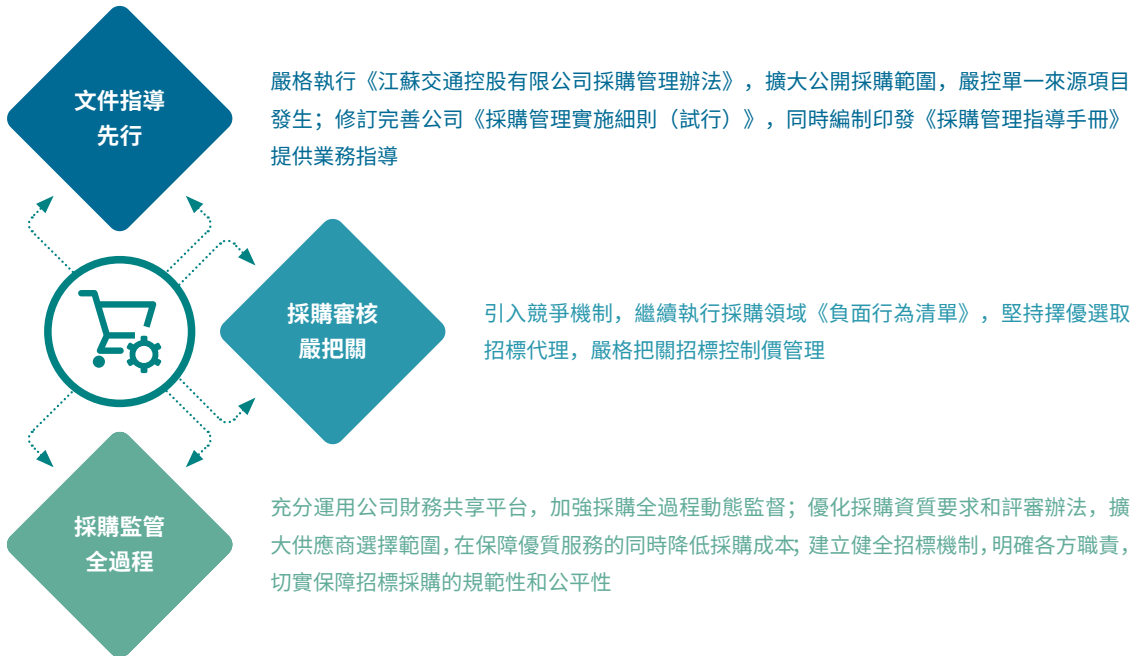 文件指導
先行
嚴格執行《江蘇交通控股有限公司採購管理辦法》，擴大公開採購範圍，嚴控單一來源項目
發生；修訂完善公司《採購管理實施細則（試行）》，同時編制印發《採購管理指導手冊》
提供業務指導
採購審核
嚴把關
引入競爭機制，繼續執行採購領域《負面行為清單》，堅持擇優選取
招標代理，嚴格把關招標控制價管理
採購監管
全過程
充分運用公司財務共享平台，加強採購全過程動態監督；優化採購資質要求和評審辦法，擴
大供應商選擇範圍，在保障優質服務的同時降低採購成本；建立健全招標機制，明確各方職責，
切實保障招標採購的規範性和公平性